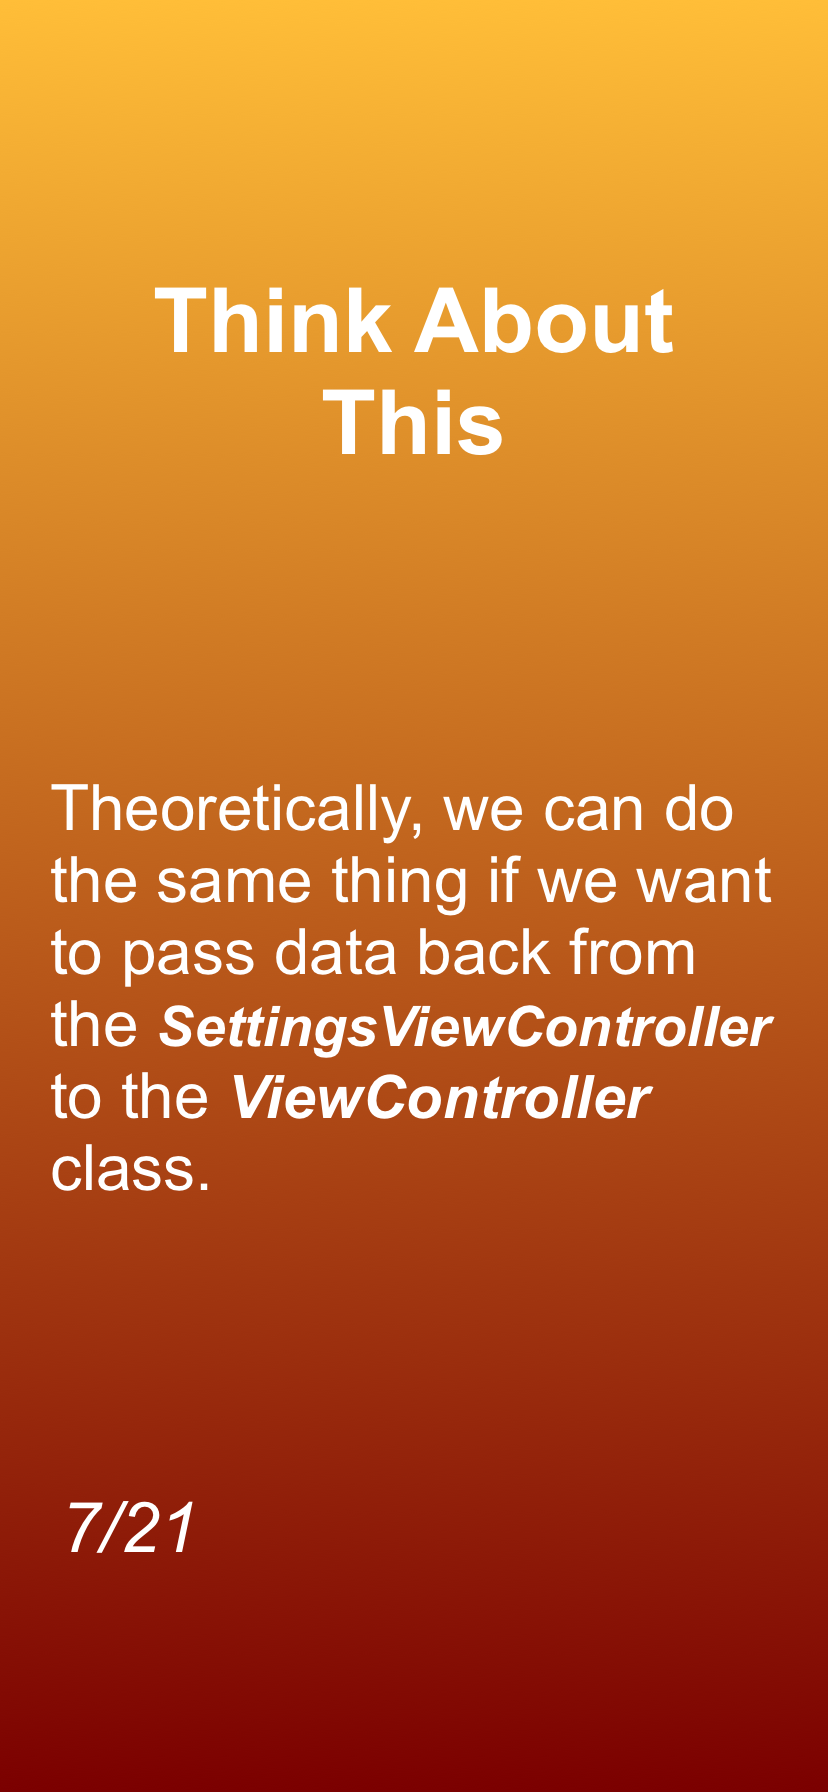 Think About
This
Theoretically, we can do
the same thing if we want
to pass data back from
the SettingsViewController
to the ViewController
class.
7/21